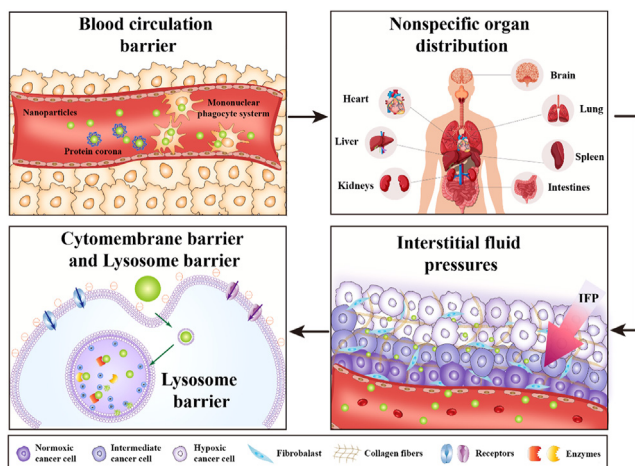 Blood circulation
barrier
Nanoparticles
Mononuclear
phagocyte systerm
Protein corona
Nonspecific organ
distribution
Brain
Heart
Lung
Liver
Spleen
Kidneys
Intestines
Cytomembrane barrier
and Lysosome barrier
Lysosome
barrier
Interstitial fluid
pressures
IFP
Normoxic
cancer cell
Intermediate
cancer cell
Hypoxic
cancer cell
Fibrobalast
Collagen fibers
Receptors
Enzymes